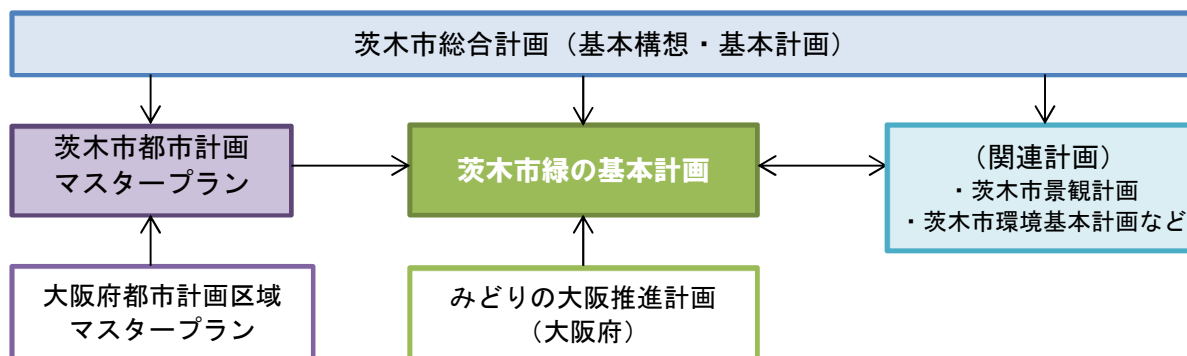 茨木市総合計画（基本構想・基本計画）
茨木市都市計画
マスタープラン
茨木市緑の基本計画
（関連計画）
・茨木市景観計画
・茨木市環境基本計画など
大阪府都市計画区域
マスタープラン
みどりの大阪推進計画
（大阪府）